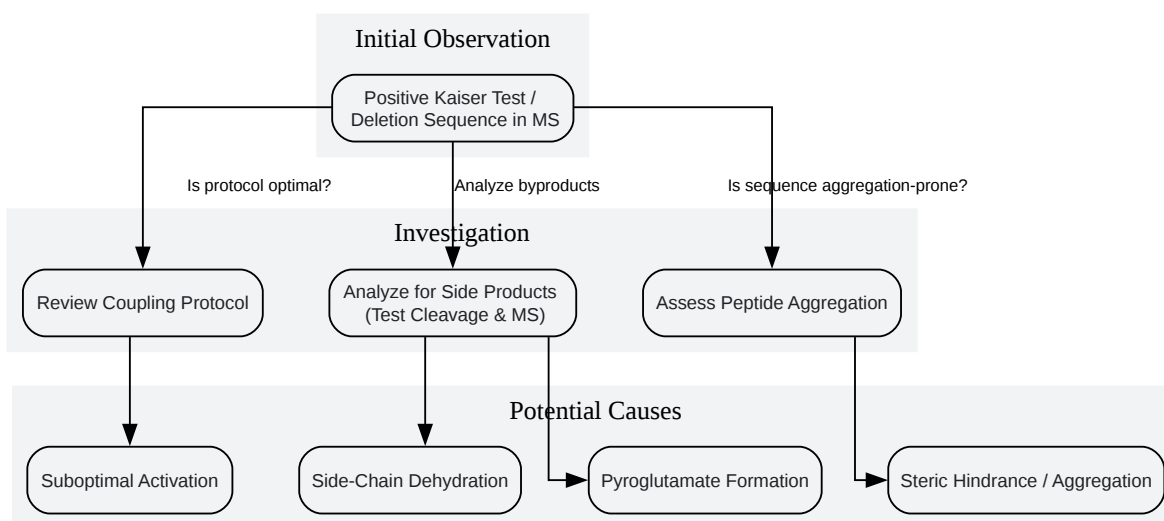 Initial Observation
Positive Kaiser Test /
Deletion Sequence in MS
Is protocol optimal?
Analyze byproducts
Is sequence aggregation-prone?
Investigation
Review Coupling Protocol
Analyze for Side Products
(Test Cleavage & MS)
Assess Peptide Aggregation
Potential Causes
Suboptimal Activation
Side-Chain Dehydration
Pyroglutamate Formation
Steric Hindrance / Aggregation